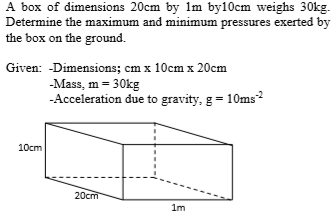 A box of dimensions 20cm by 1m by10cm weighs 30kg.
Determine the maximum and minimum pressures exerted by
the box on the ground.
Given: -Dimensions; cm x 10cm x 20cm
-Mass, m = 30kg
-Acceleration due to gravity, g = 10ms⁻²
10cm
20cm
1m